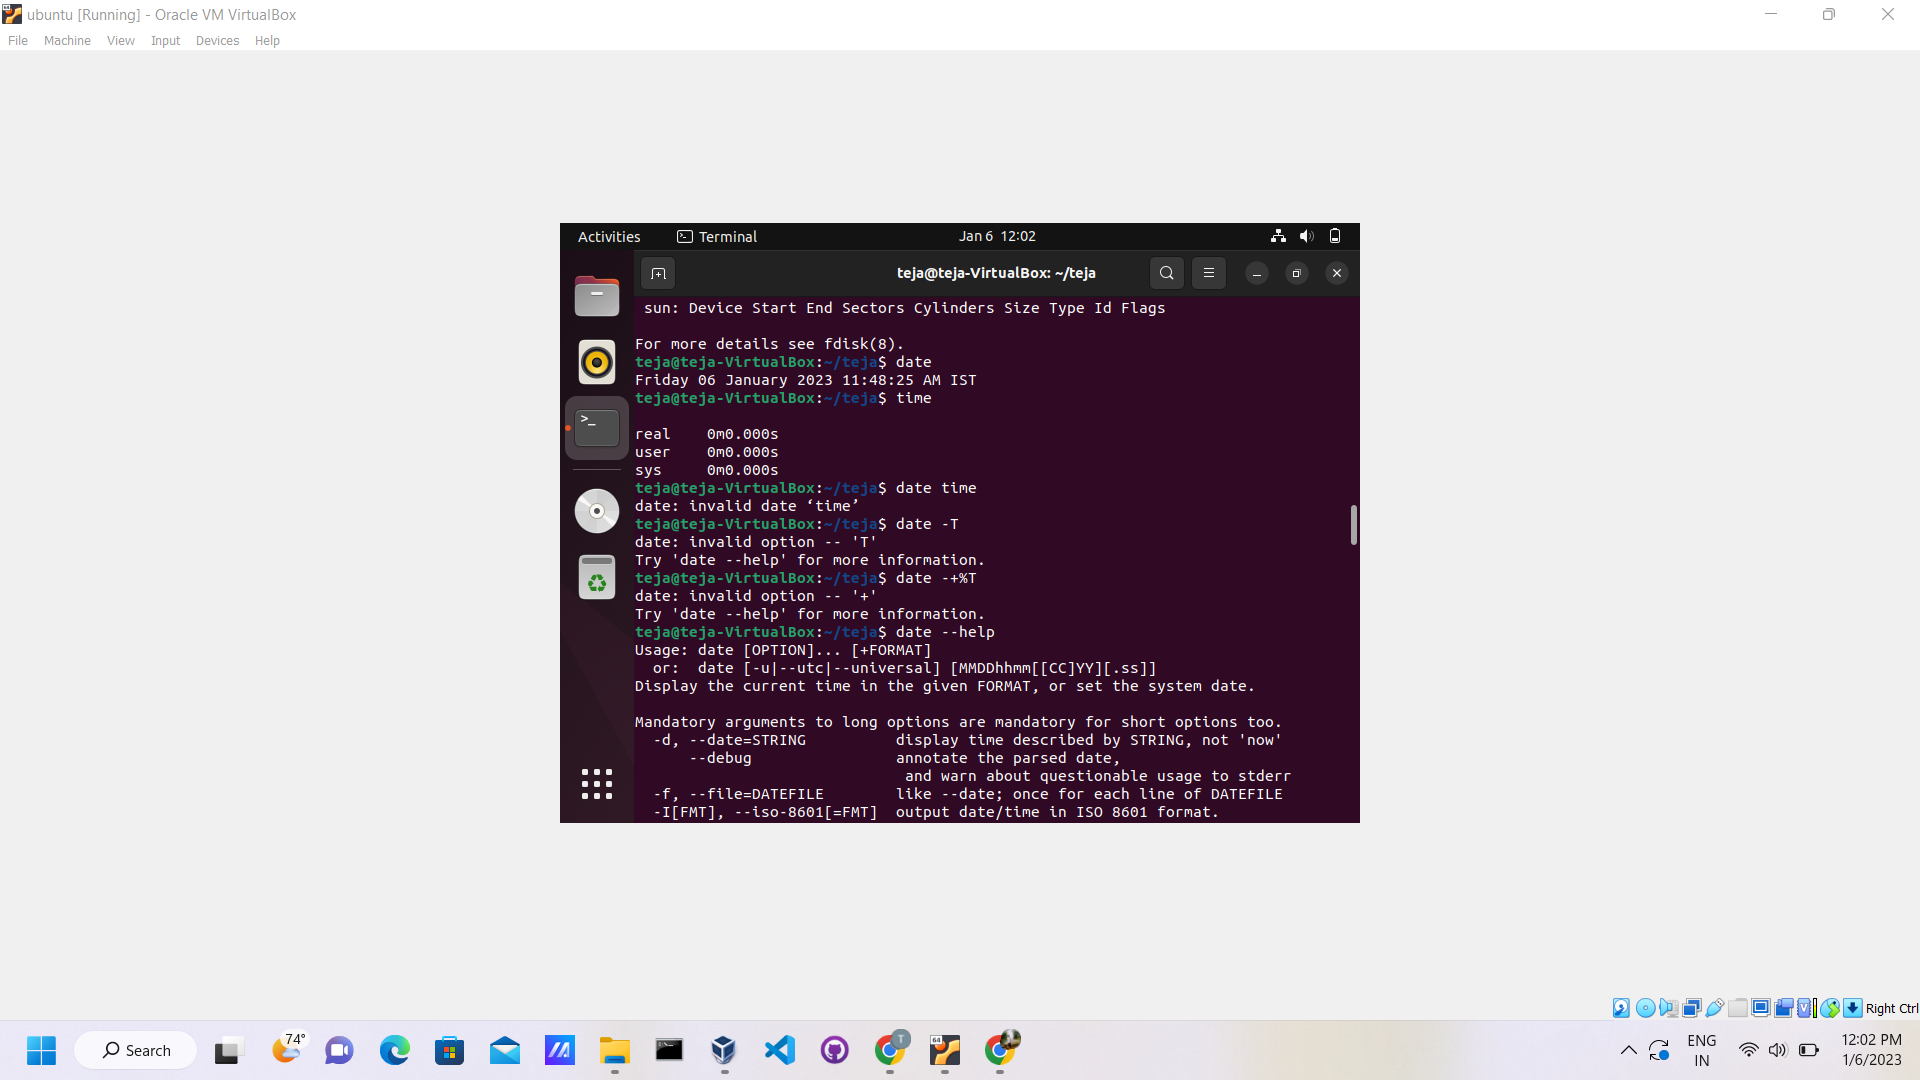 ubuntu [Running] - Oracle VM VirtualBox
File Machine View Input Devices Help
Activities Terminal Jan 6 12:02
teja@teja-VirtualBox: ~/teja
sun: Device Start End Sectors Cylinders Size Type Id Flags
For more details see fdisk(8).
teja@teja-VirtualBox:~/teja$ date
Friday 06 January 2023 11:48:25 AM IST
teja@teja-VirtualBox:~/teja$ time
real    0m0.000s
user    0m0.000s
sys     0m0.000s
teja@teja-VirtualBox:~/teja$ date time
date: invalid date ‘time’
teja@teja-VirtualBox:~/teja$ date -T
date: invalid option -- 'T'
Try 'date --help' for more information.
teja@teja-VirtualBox:~/teja$ date -+%T
date: invalid option -- '+'
Try 'date --help' for more information.
teja@teja-VirtualBox:~/teja$ date --help
Usage: date [OPTION]... [+FORMAT]
  or:  date [-u|--utc|--universal] [MMDDhhmm[[CC]YY][.ss]]
Display the current time in the given FORMAT, or set the system date.
Mandatory arguments to long options are mandatory for short options too.
  -d, --date=STRING          display time described by STRING, not 'now'
      --debug                annotate the parsed date,
                              and warn about questionable usage to stderr
  -f, --file=DATEFILE        like --date; once for each line of DATEFILE
  -I[FMT], --iso-8601[=FMT]  output date/time in ISO 8601 format.
Right Ctrl
Search
74°
T
64
ENG
IN
12:02 PM
1/6/2023